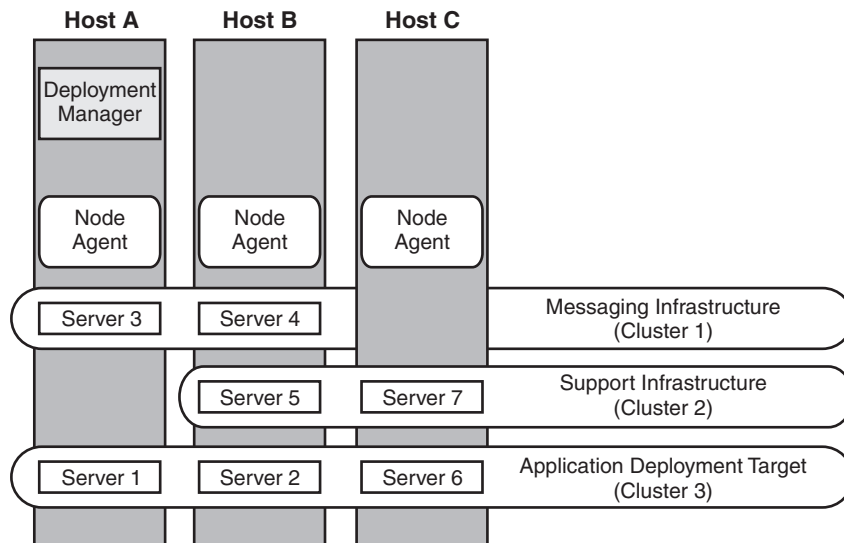 Host A
Host B
Host C
Deployment
Manager
Node
Agent
Node
Agent
Node
Agent
Server 3
Server 4
Messaging Infrastructure
(Cluster 1)
Server 5
Server 7
Support Infrastructure
(Cluster 2)
Server 1
Server 2
Server 6
Application Deployment Target
(Cluster 3)